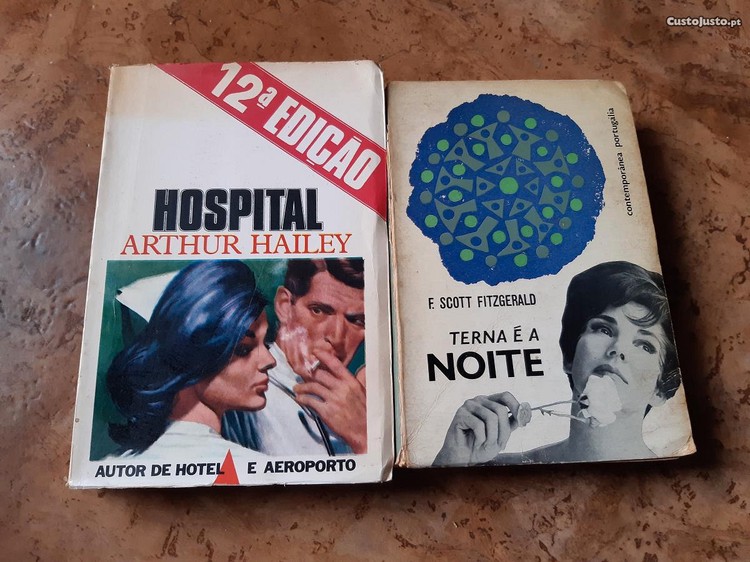 CustoJusto.pt
12ª EDIÇÃO
HOSPITAL
ARTHUR HAILEY
AUTOR DE HOTEL E AEROPORTO
contemporânea portugália
F. SCOTT FITZGERALD
TERNA É A
NOITE